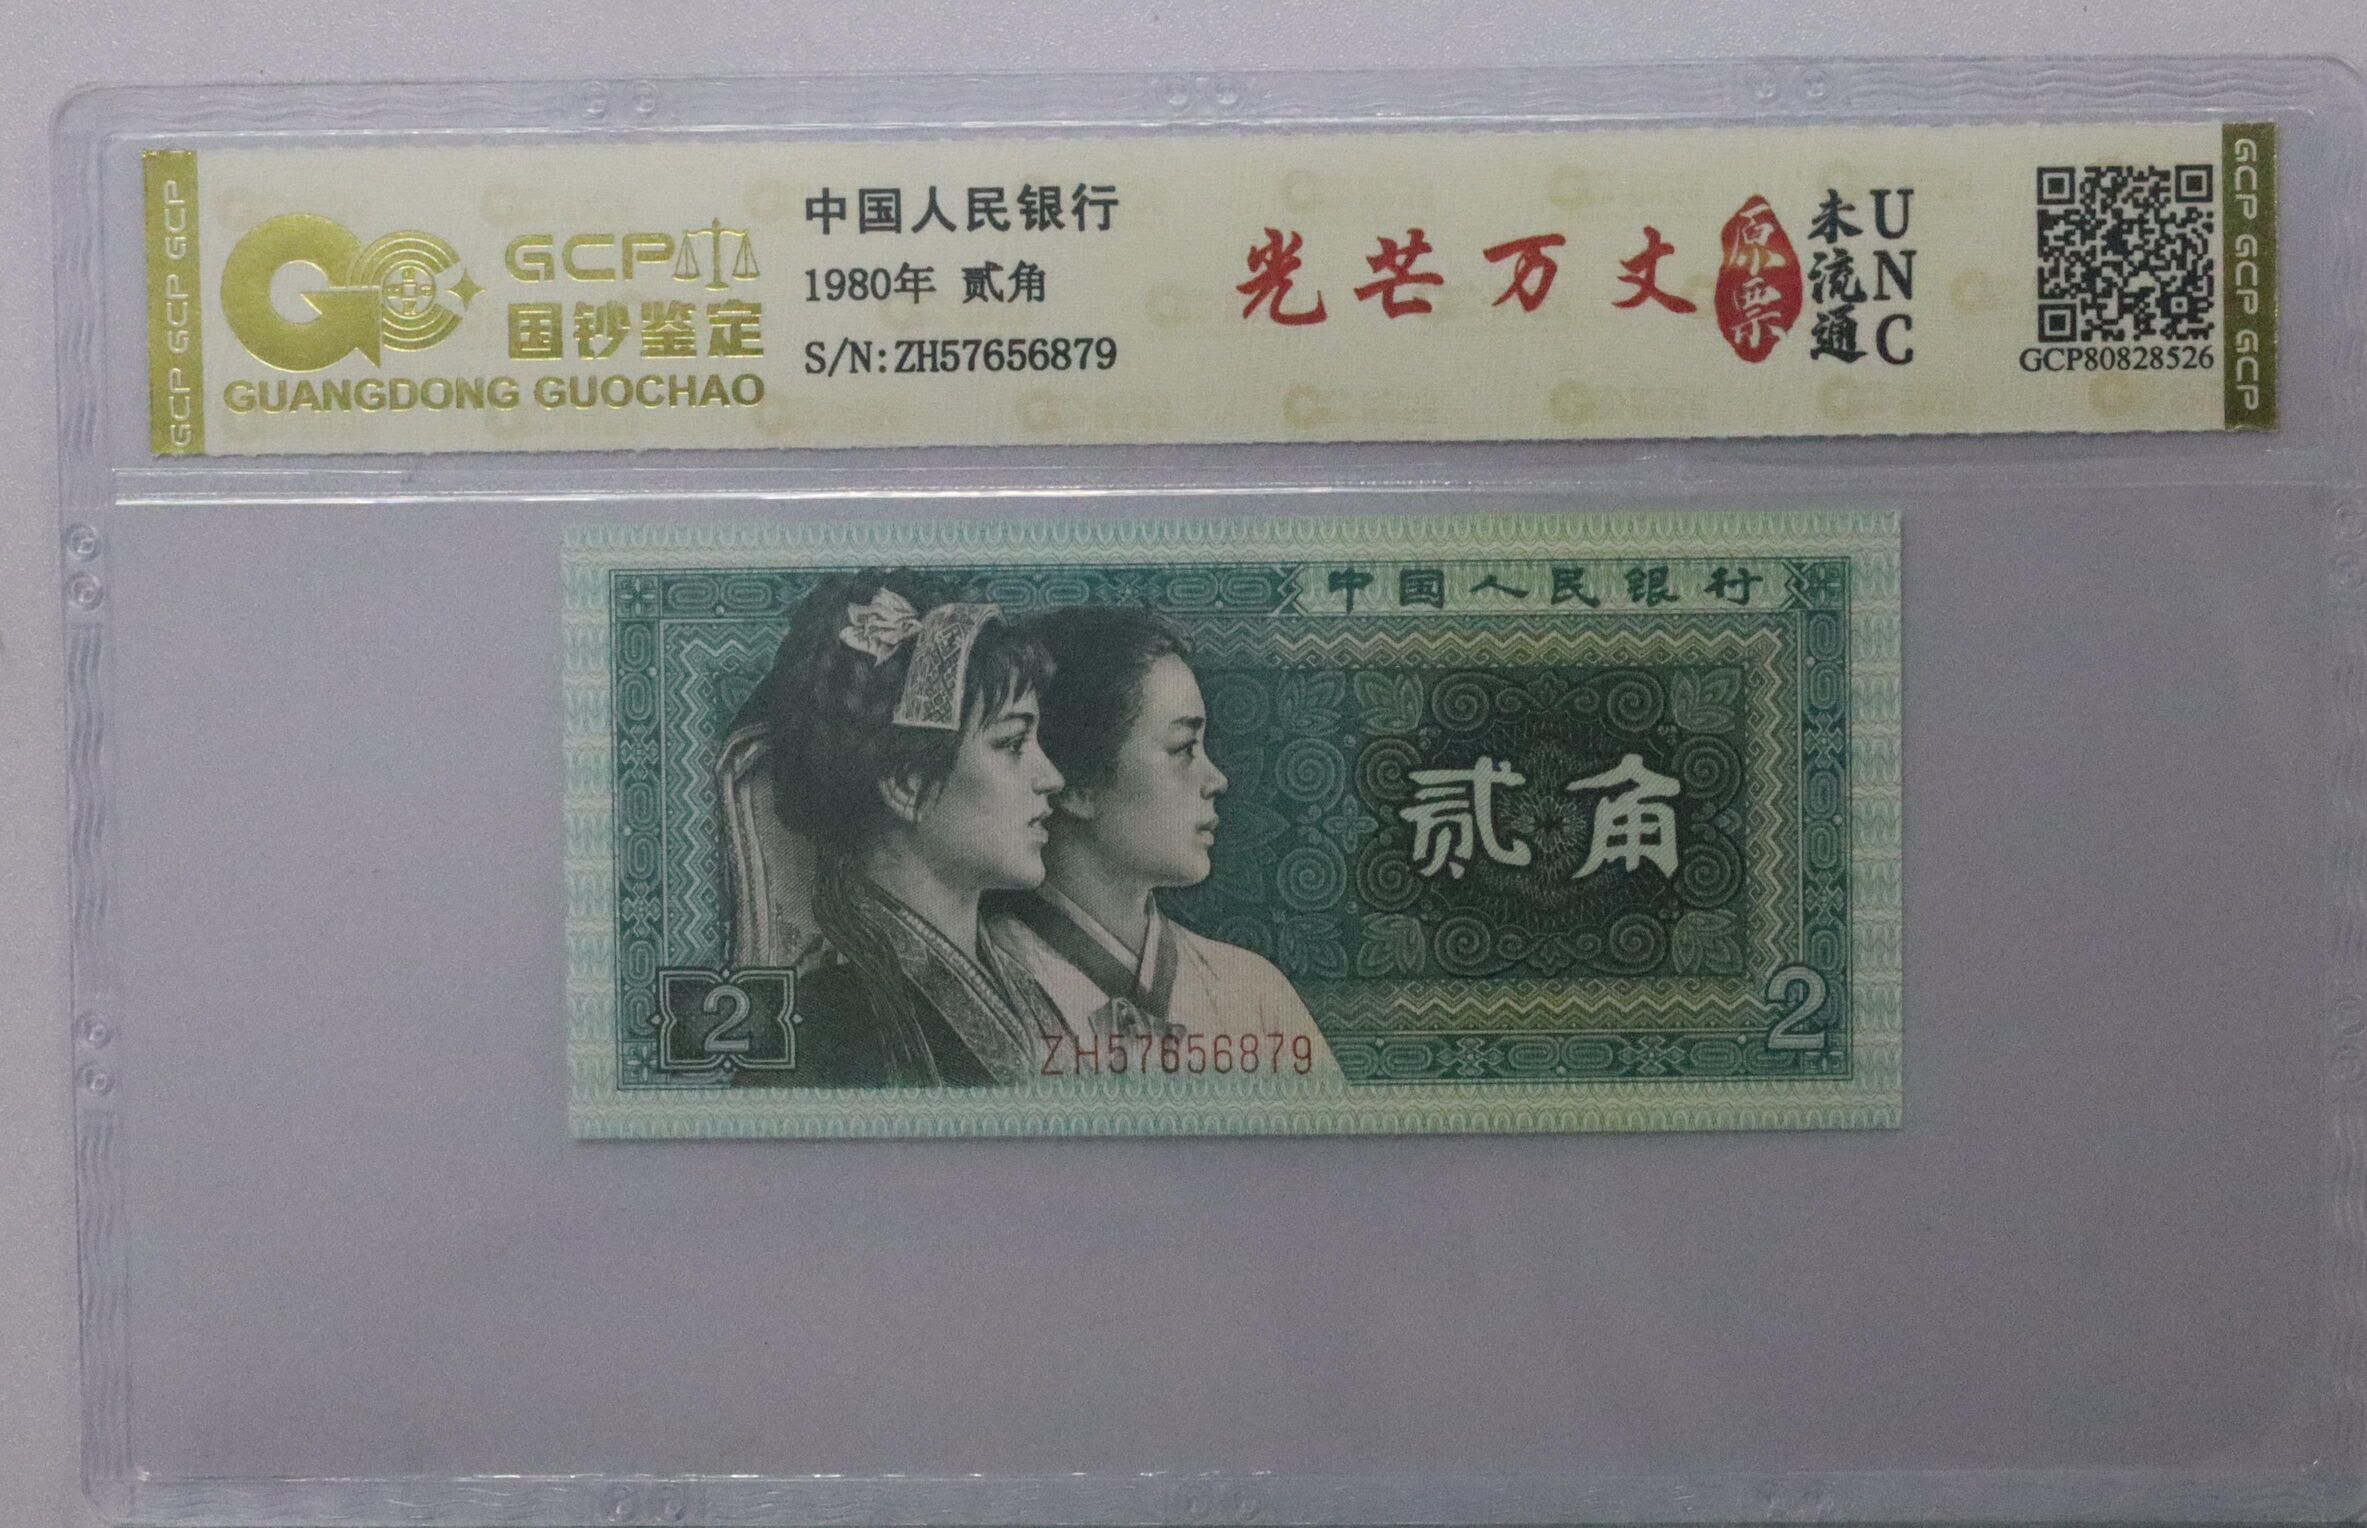 GCP GCP GCP
GCP
国钞鉴定
GUANGDONG GUOCHAO
中国人民银行
1980年 贰角
S/N:ZH57656879
光芒万丈
原票
未流通
UNC
GCP80828526
GCP GCP GCP
中国人民银行
贰角
2
ZH57656879
2